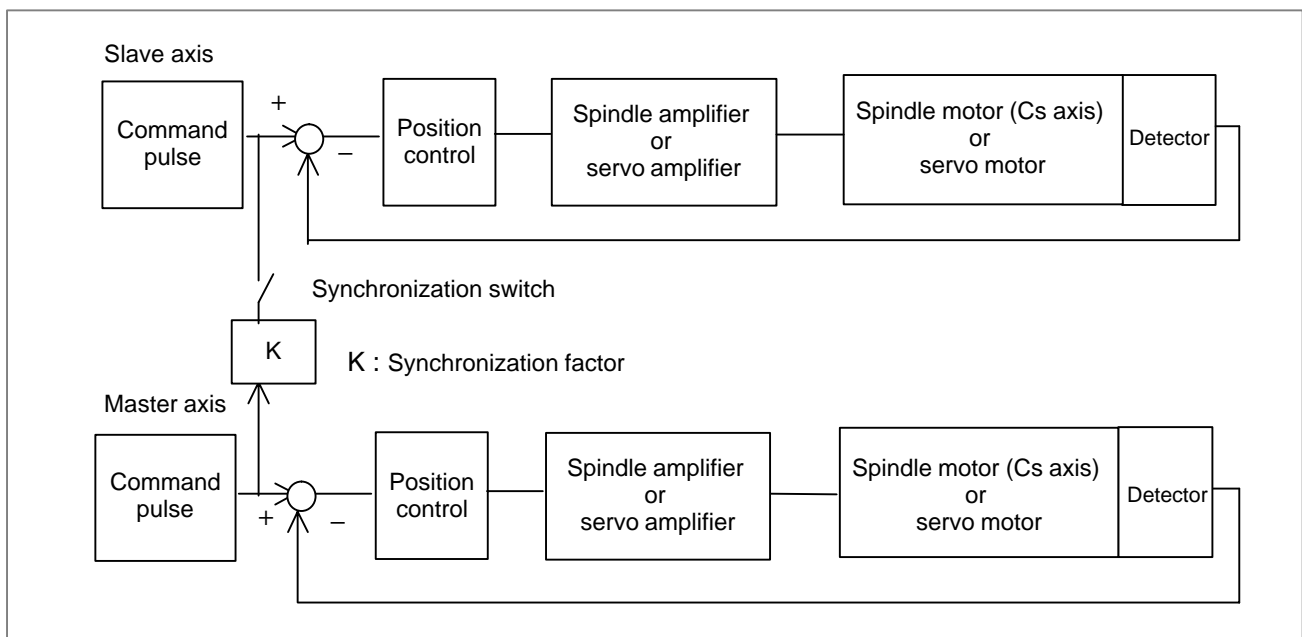 Slave axis
Command
pulse
+
−
Position
control
Spindle amplifier
or
servo amplifier
Spindle motor (Cs axis)
or
servo motor
Detector
Synchronization switch
K
K : Synchronization factor
Master axis
Command
pulse
+
−
Position
control
Spindle amplifier
or
servo amplifier
Spindle motor (Cs axis)
or
servo motor
Detector